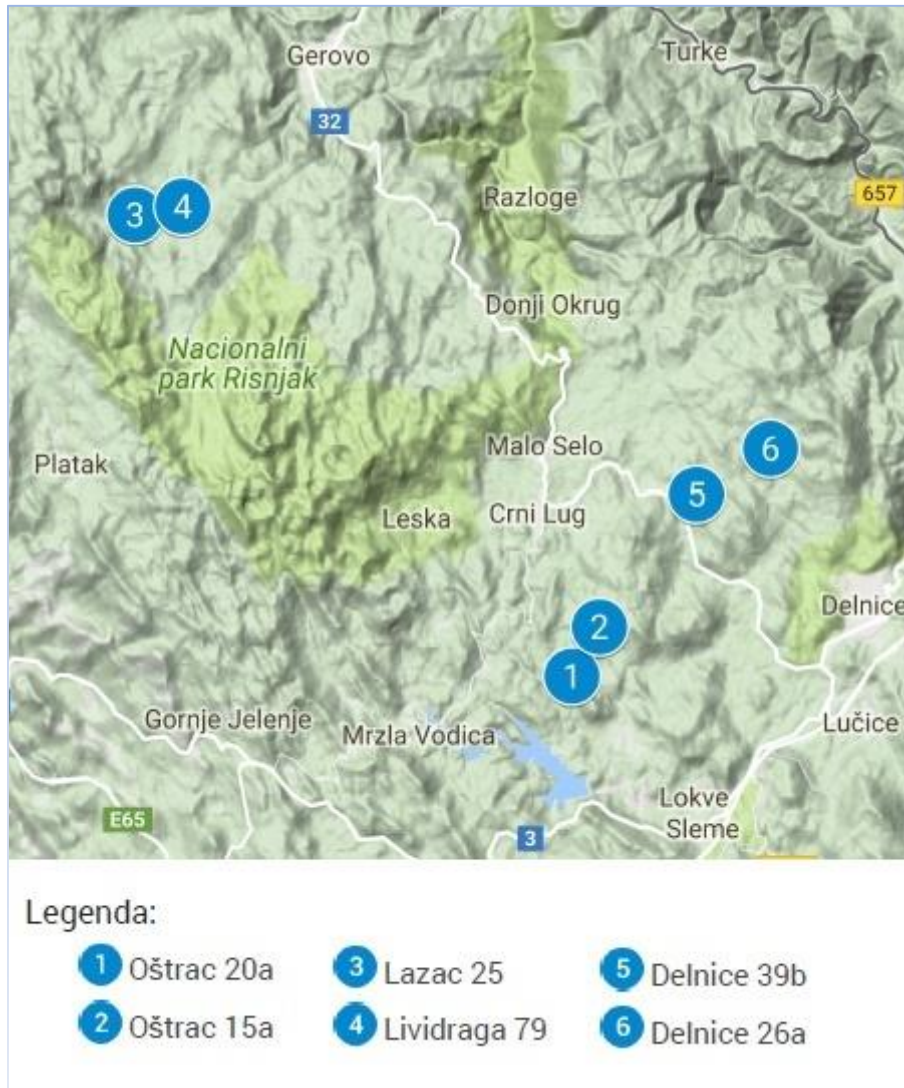 Gerovo
Turke
32
657
3
4
Razloge
Donji Okrug
Nacionalni
park Risnjak
Malo Selo
6
Platak
5
Leska
Crni Lug
Delnice
2
1
Gornje Jelenje
Mrzla Vodica
Lučice
Lokve
Sleme
E65
3
Legenda:
1 Oštrac 20a
3 Lazac 25
5 Delnice 39b
2 Oštrac 15a
4 Lividraga 79
6 Delnice 26a